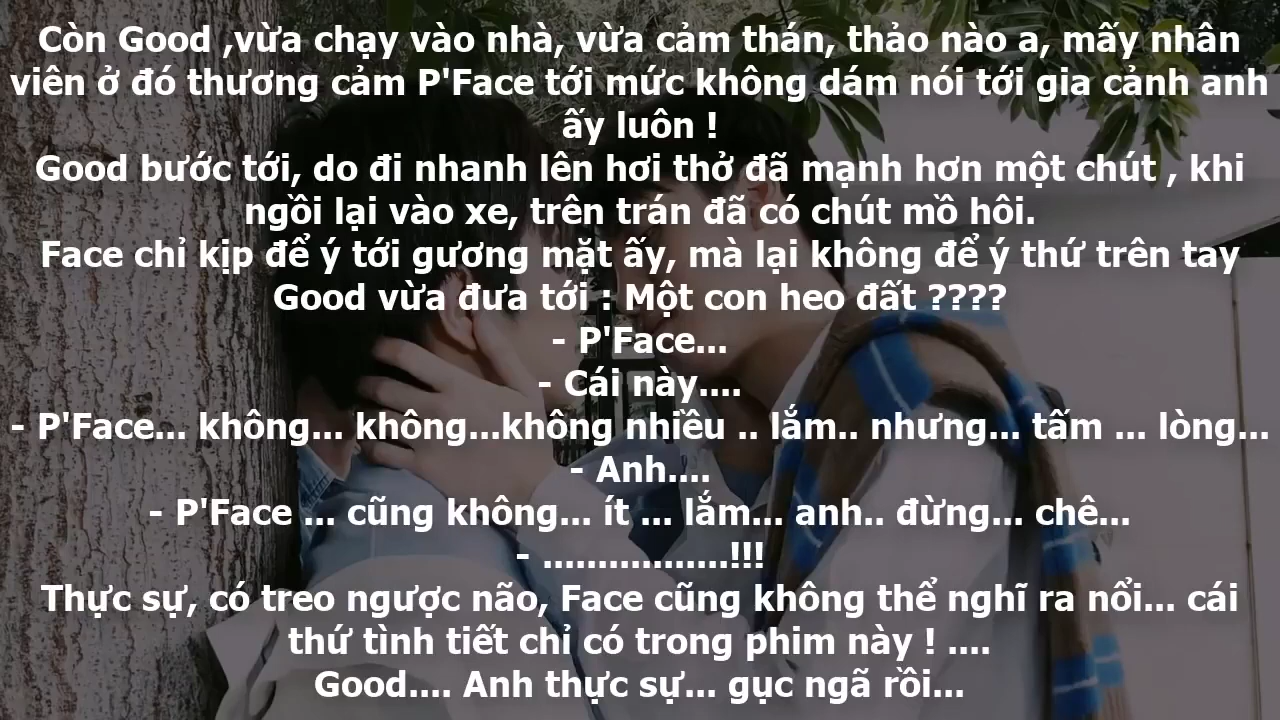 Còn Good ,vừa chạy vào nhà, vừa cảm thán, thảo nào a, mấy nhân
viên ở đó thương cảm P'Face tới mức không dám nói tới gia cảnh anh
ấy luôn !
Good bước tới, do đi nhanh lên hơi thở đã mạnh hơn một chút , khi
ngồi lại vào xe, trên trán đã có chút mồ hôi.
Face chỉ kịp để ý tới gương mặt ấy, mà lại không để ý thứ trên tay
Good vừa đưa tới : Một con heo đất ????
- P'Face...
- Cái này....
- P'Face... không... không...không nhiều .. lắm.. nhưng... tấm ... lòng...
- Anh....
- P'Face ... cũng không... ít ... lắm... anh.. đừng... chê...
- .................!!!
Thực sự, có treo ngược não, Face cũng không thể nghĩ ra nổi... cái
thứ tình tiết chỉ có trong phim này ! ....
Good.... Anh thực sự... gục ngã rồi...